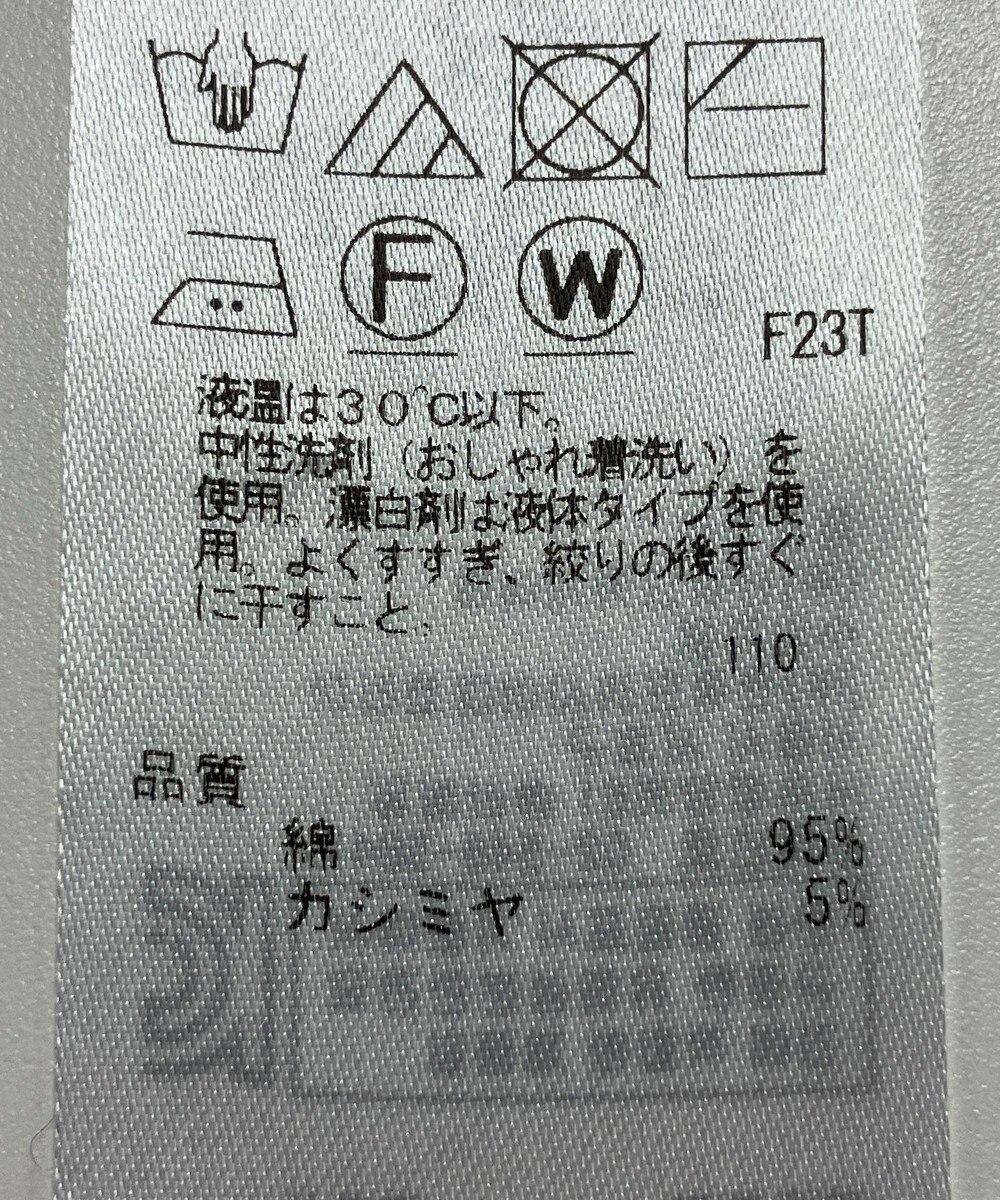 F W
F23T
液温は30℃以下。
中性洗剤(おしゃれ着洗い)を
使用。漂白剤は液体タイプを使
用。よくすすぎ、絞りの後すぐ
に干すこと。
110
品質
綿 95%
カシミヤ 5%